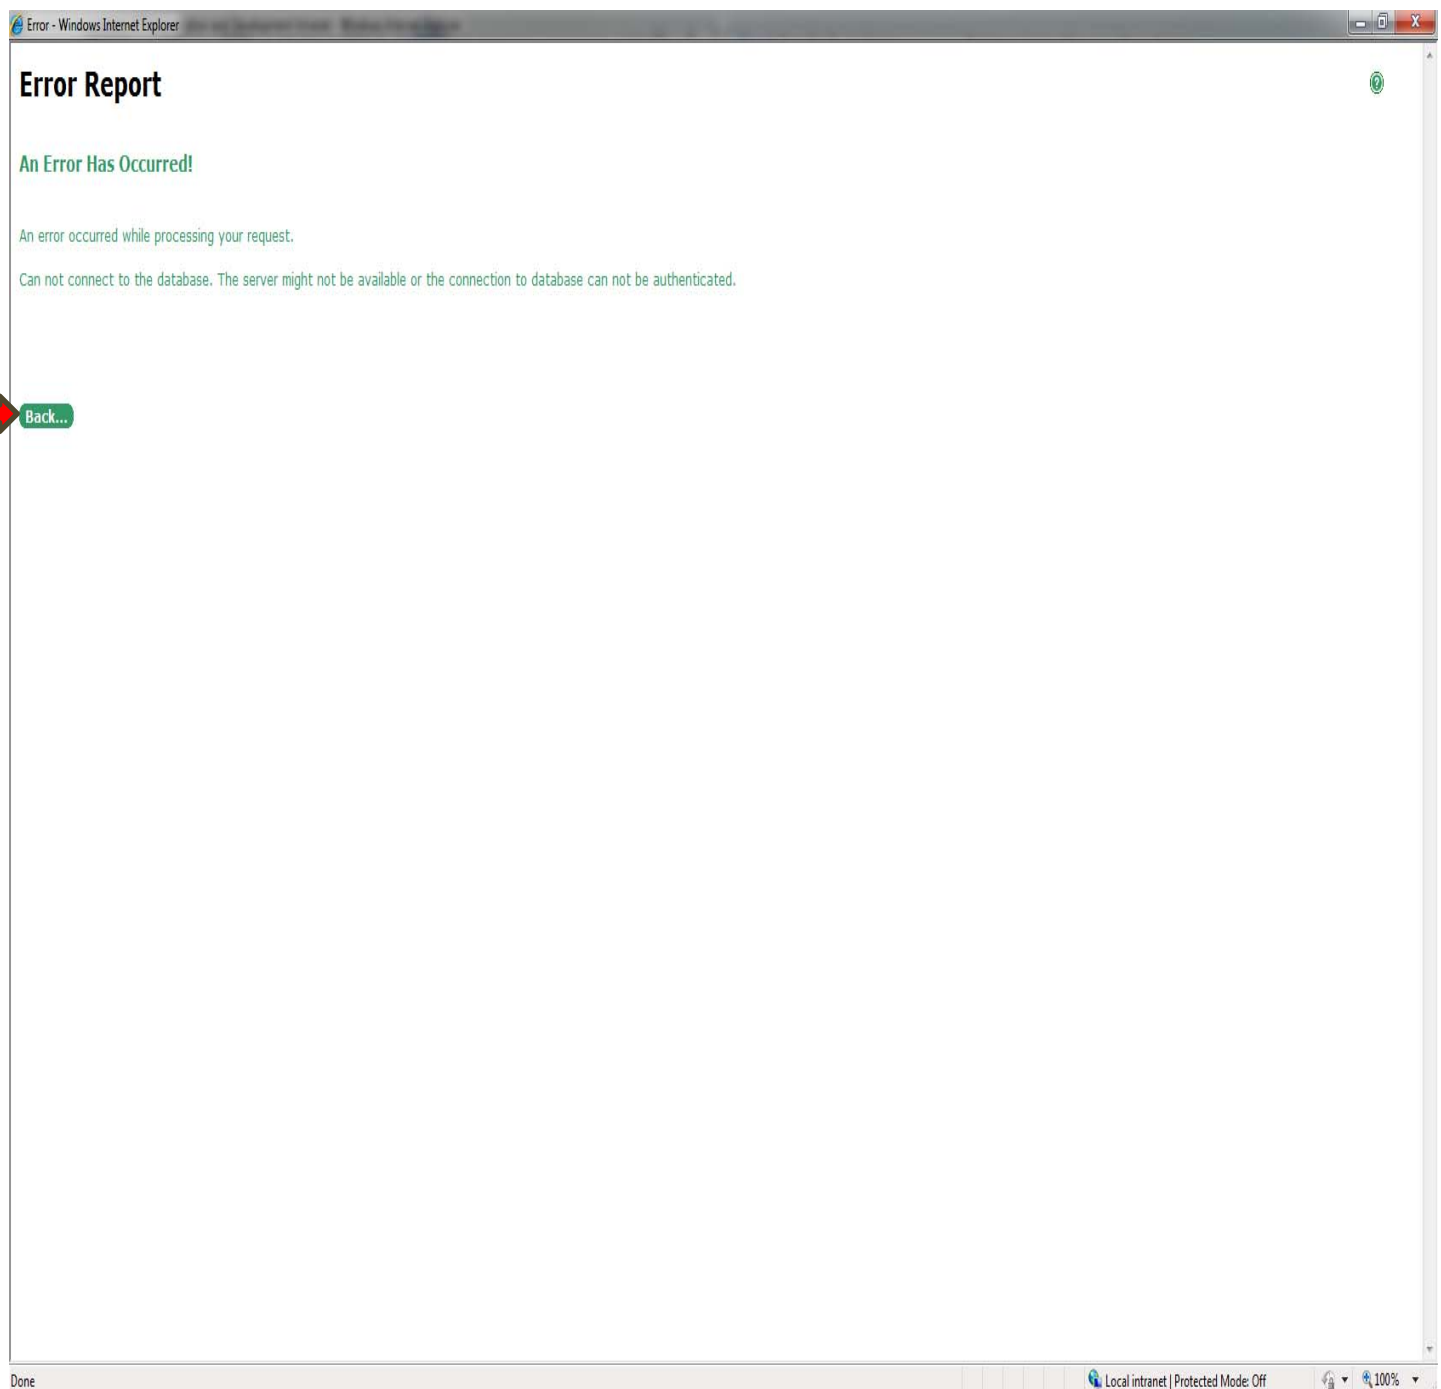 Error - Windows Internet Explorer
X
Error Report
?
An Error Has Occurred!
An error occurred while processing your request.
Can not connect to the database. The server might not be available or the connection to database can not be authenticated.
Back...
Done
Local intranet | Protected Mode: Off
100%